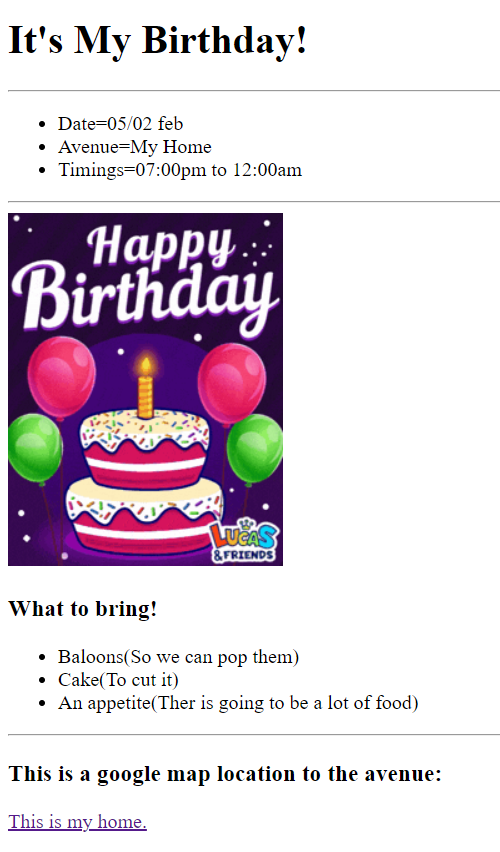 It's My Birthday!
Date=05/02 feb
Avenue=My Home
Timings=07:00pm to 12:00am
Happy
Birthday
LUCAS
& FRIENDS
What to bring!
Baloons(So we can pop them)
Cake(To cut it)
An appetite(Ther is going to be a lot of food)
This is a google map location to the avenue:
This is my home.